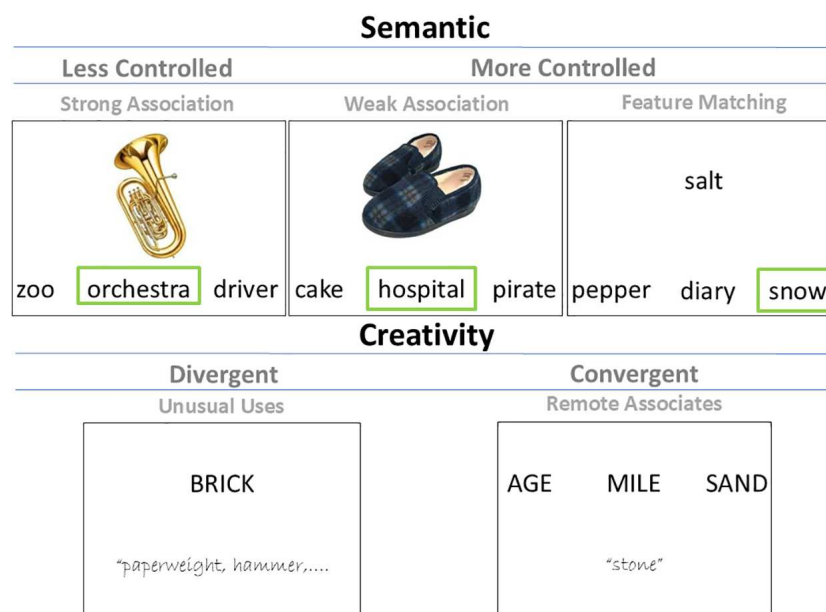 Semantic
Less Controlled More Controlled
Strong Association Weak Association Feature Matching
salt
zoo orchestra driver cake hospital pirate pepper diary snow
Creativity
Divergent Convergent
Unusual Uses Remote Associates
BRICK AGE MILE SAND
"paperweight, hammer,.... "stone"